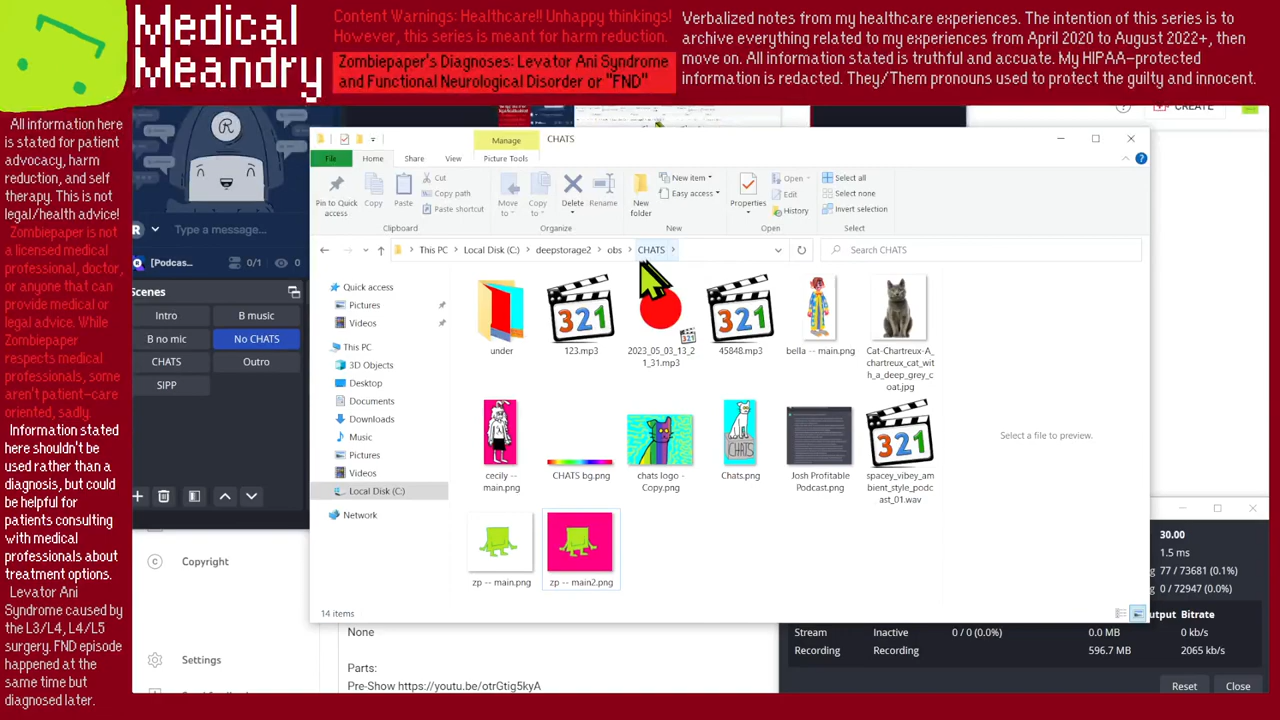 Medical
Meandry
Content Warnings: Healthcare!! Unhappy thinkings!
However, this series is meant for harm reduction.
Zombiepaper's Diagnoses: Levator Ani Syndrome
and Functional Neurological Disorder or "FND"
Verbalized notes from my healthcare experiences. The intention of this series is to
archive everything related to my experiences from April 2020 to August 2022+, then
move on. All information stated is truthful and accuate. My HIPAA-protected
information is redacted. They/Them pronouns used to protect the guilty and innocent.
All information here
is stated for patient
advocacy, harm
reduction, and self
therapy. This is not
legal/health advice!
Zombiepaper is not
a licensed medical
professional, doctor,
or anyone that can
provide medical or
legal advice. While
Zombiepaper
respects medical
professionals, some
aren't patient-care
oriented, sadly.
Information stated
here shouldn't be
used rather than a
diagnosis, but could
be helpful for
patients consulting
with medical
professionals about
treatment options.
Levator Ani
Syndrome caused by
the L3/L4, L4/L5
surgery. FND episode
happened at the
same time but
diagnosed later.
CREATE
R
R
Type a message...
[Podcas...
0/1
0
Scenes
Intro
B music
B no mic
No CHATS
CHATS
Outro
SIPP
Manage
CHATS
File
Home
Share
View
Picture Tools
Pin to Quick
access
Copy
Paste
Cut
Copy path
Paste shortcut
Clipboard
Move
to
Copy
to
Delete
Rename
Organize
New
folder
New item
Easy access
New
Properties
Open
Edit
History
Open
Select all
Select none
Invert selection
Select
This PC
Local Disk (C:)
deepstorage2
obs
CHATS
Search CHATS
Quick access
Pictures
Videos
This PC
3D Objects
Desktop
Documents
Downloads
Music
Pictures
Videos
Local Disk (C:)
Network
321
321
under
123.mp3
2023_05_03_13_2
1_31.mp3
45848.mp3
bella -- main.png
Cat-Chartreux-A_
chartreux_cat_wit
h_a_deep_grey_c
oat.jpg
CHATS
321
cecily --
main.png
CHATS bg.png
chats logo -
Copy.png
Chats.png
Josh Profitable
Podcast.png
spacey_vibey_am
bient_style_podc
ast_01.wav
zp -- main.png
zp -- main2.png
Select a file to preview.
14 items
Copyright
Settings
None
Parts:
Pre-Show https://youtu.be/otrGtig5kyA
30.00
1.5 ms
77 / 73681 (0.1%)
0 / 72947 (0.0%)
utput
Bitrate
Stream
Inactive
0 / 0 (0.0%)
0.0 MB
0 kb/s
Recording
Recording
596.7 MB
2065 kb/s
Reset
Close